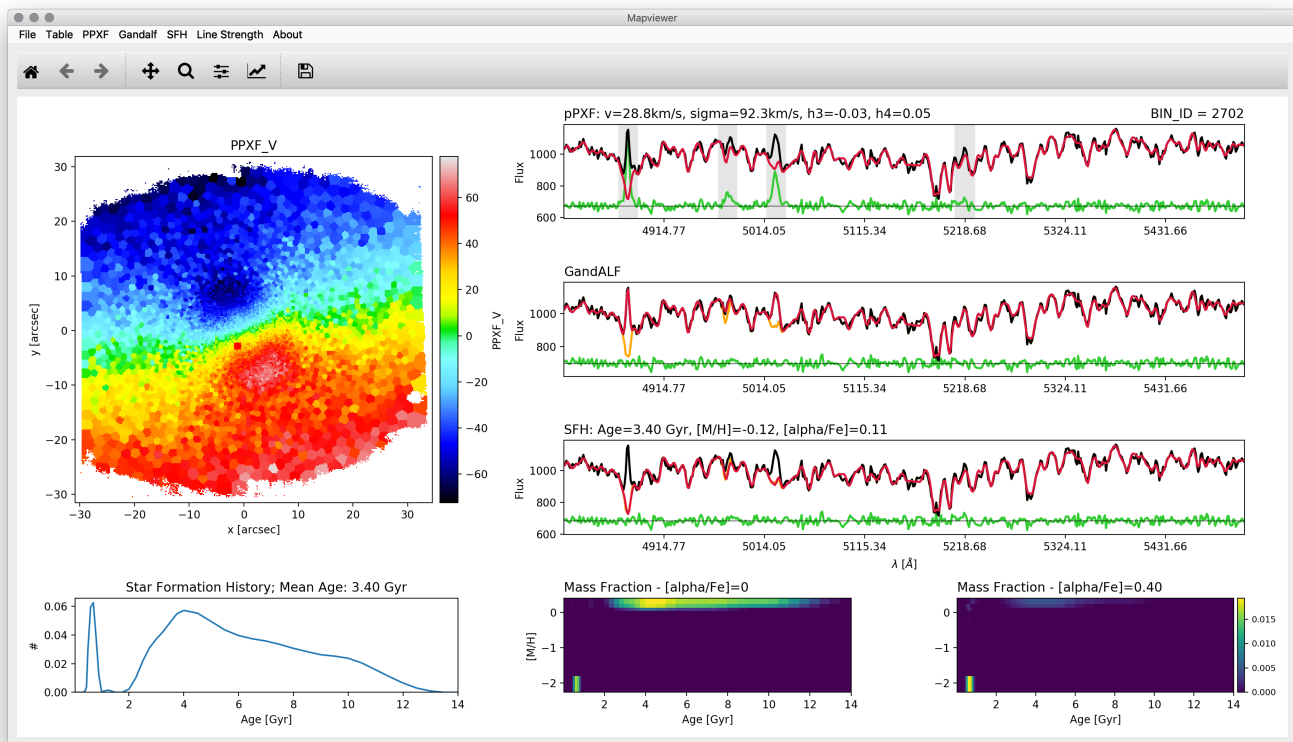 Mapviewer
File Table PPXF Gandalf SFH Line Strength About
PPXF_V
30
20
10
0
−10
−20
−30
y [arcsec]
−30 −20 −10 0 10 20 30
x [arcsec]
60
40
20
0
−20
−40
−60
PPXF_V
pPXF: v=28.8km/s, sigma=92.3km/s, h3=-0.03, h4=0.05 BIN_ID = 2702
1000
800
600
Flux
4914.77 5014.05 5115.34 5218.68 5324.11 5431.66
GandALF
1000
800
Flux
4914.77 5014.05 5115.34 5218.68 5324.11 5431.66
SFH: Age=3.40 Gyr, [M/H]=-0.12, [alpha/Fe]=0.11
1000
800
600
Flux
4914.77 5014.05 5115.34 5218.68 5324.11 5431.66
λ [Å]
Star Formation History; Mean Age: 3.40 Gyr
0.06
0.04
0.02
0.00
#
2 4 6 8 10 12 14
Age [Gyr]
Mass Fraction - [alpha/Fe]=0
0
−1
−2
[M/H]
2 4 6 8 10 12 14
Age [Gyr]
Mass Fraction - [alpha/Fe]=0.40
0
−1
−2
2 4 6 8 10 12 14
Age [Gyr]
0.015
0.010
0.005
0.000